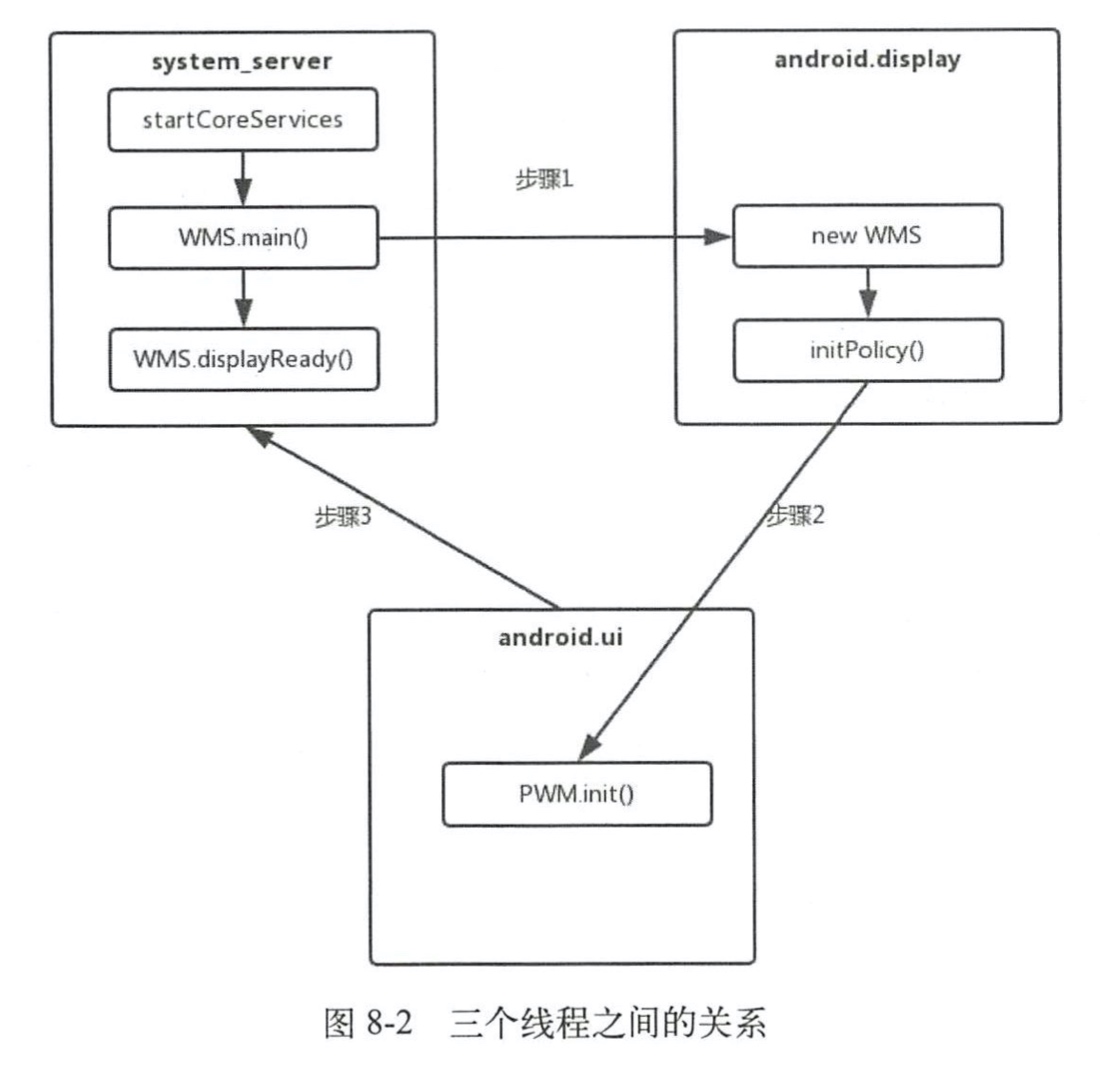 system_server
startCoreServices
WMS.main()
WMS.displayReady()
步骤1
android.display
new WMS
initPolicy()
步骤3
步骤2
android.ui
PWM.init()
图 8-2 三个线程之间的关系